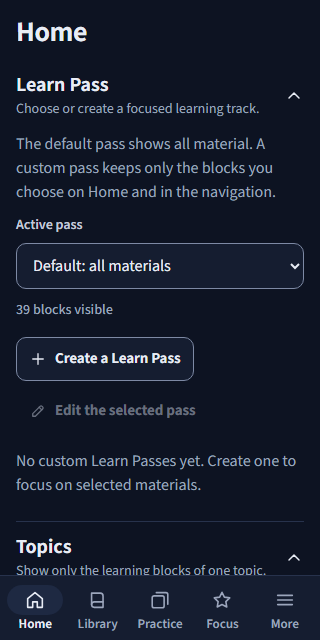 Home
Learn Pass
Choose or create a focused learning track.
The default pass shows all material. A
custom pass keeps only the blocks you
choose on Home and in the navigation.
Active pass
Default: all materials
39 blocks visible
Create a Learn Pass
Edit the selected pass
No custom Learn Passes yet. Create one to
focus on selected materials.
Topics
Show only the learning blocks of one topic.
Home Library Practice Focus More